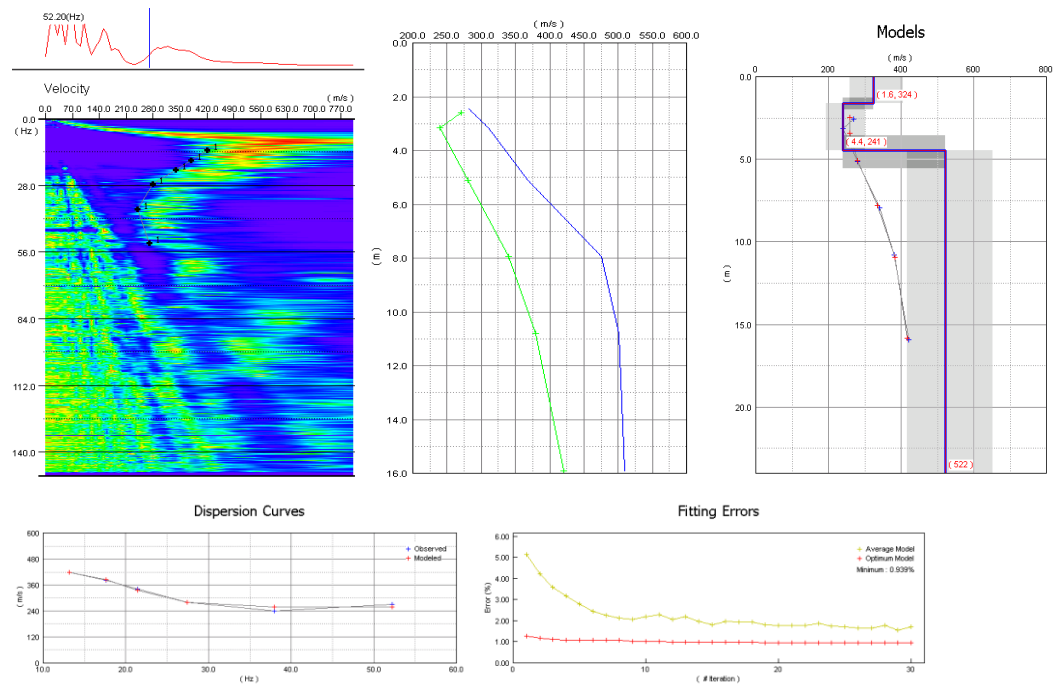 52.20(Hz)
Velocity
( m/s )
0.0 70.0 140.0 210.0 280.0 350.0 420.0 490.0 560.0 630.0 700.0 770.0
0.0
( Hz )
28.0
56.0
84.0
112.0
140.0
1
1
1
1
1
1
( m/s )
200.0 250.0 300.0 350.0 400.0 450.0 500.0 550.0 600.0
0.0
2.0
4.0
6.0
8.0
10.0
12.0
14.0
16.0
( m )
Models
( m/s )
0 200 400 600 800
0.0
5.0
10.0
15.0
20.0
( m )
( 1.6, 324 )
( 4.4, 241 )
( 522 )
Dispersion Curves
600
480
360
240
120
0
( m/s )
10.0 20.0 30.0 40.0 50.0 60.0
( Hz )
Observed
Modeled
Fitting Errors
6.00
5.00
4.00
3.00
2.00
1.00
0.00
Error (%)
0 10 20 30
( # Iteration )
Average Model
Optimum Model
Minimum : 0.939%